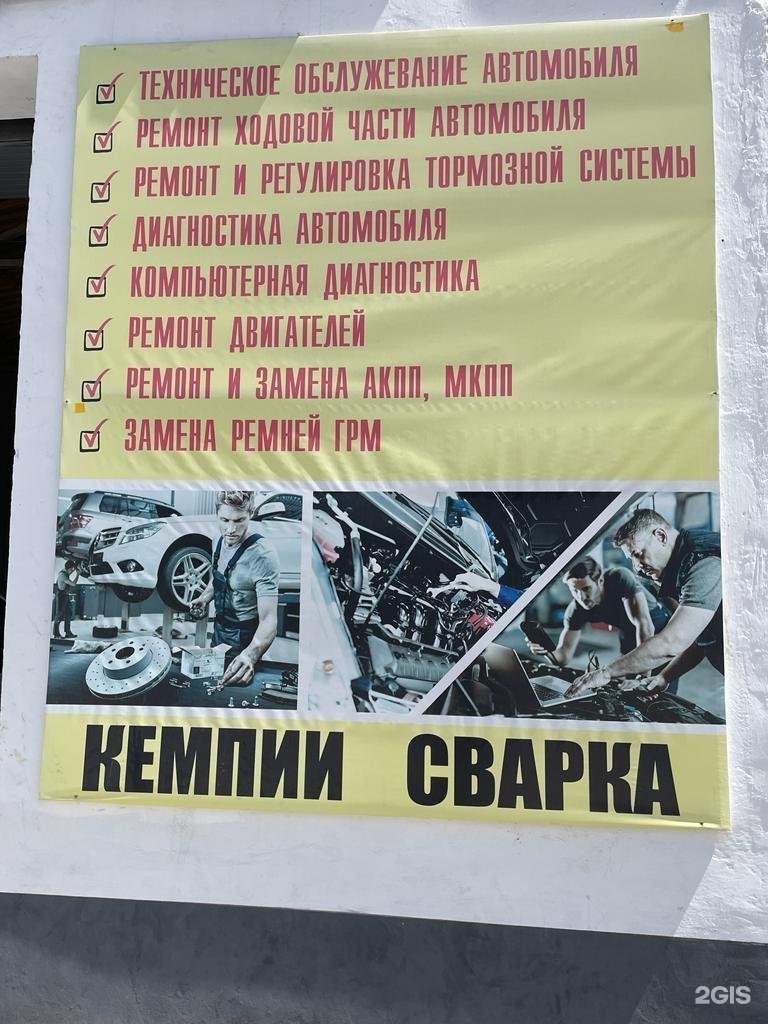 ТЕХНИЧЕСКОЕ ОБСЛУЖЕВАНИЕ АВТОМОБИЛЯ
РЕМОНТ ХОДОВОЙ ЧАСТИ АВТОМОБИЛЯ
РЕМОНТ И РЕГУЛИРОВКА ТОРМОЗНОЙ СИСТЕМЫ
ДИАГНОСТИКА АВТОМОБИЛЯ
КОМПЬЮТЕРНАЯ ДИАГНОСТИКА
РЕМОНТ ДВИГАТЕЛЕЙ
РЕМОНТ И ЗАМЕНА АКПП, МКПП
ЗАМЕНА РЕМНЕЙ ГРМ
КЕМПИИ СВАРКА
2GIS